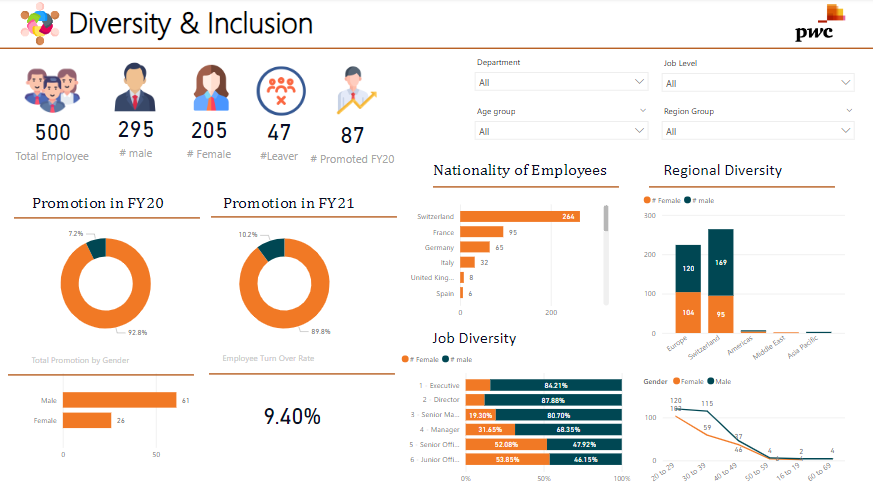 Diversity & Inclusion
pwc
500
Total Employee
295
# male
205
# Female
47
#Leaver
87
# Promoted FY20
Department
All
Job Level
All
Age group
All
Region Group
All
Promotion in FY20
7.2%
92.8%
Promotion in FY21
10.2%
89.8%
Nationality of Employees
Switzerland 264
France 95
Germany 65
Italy 32
United King... 8
Spain 6
0 200
Regional Diversity
# Female # male
300
200
100
0
120
104
169
95
Europe
Switzerland
Americas
Middle East
Asia Pacific
Total Promotion by Gender
Male 61
Female 26
0 50
Employee Turn Over Rate
9.40%
Job Diversity
# Female # male
1 - Executive 84.21%
2 - Director 87.88%
3 - Senior Ma... 19.30% 80.70%
4 - Manager 31.65% 68.35%
5 - Senior Offi... 52.08% 47.92%
6 - Junior Offi... 53.85% 46.15%
0% 50% 100%
Gender Female Male
100
0
120
103
115
59
37
46
4
2
4
20 to 29
30 to 39
40 to 49
50 to 59
16 to 19
60 to 69